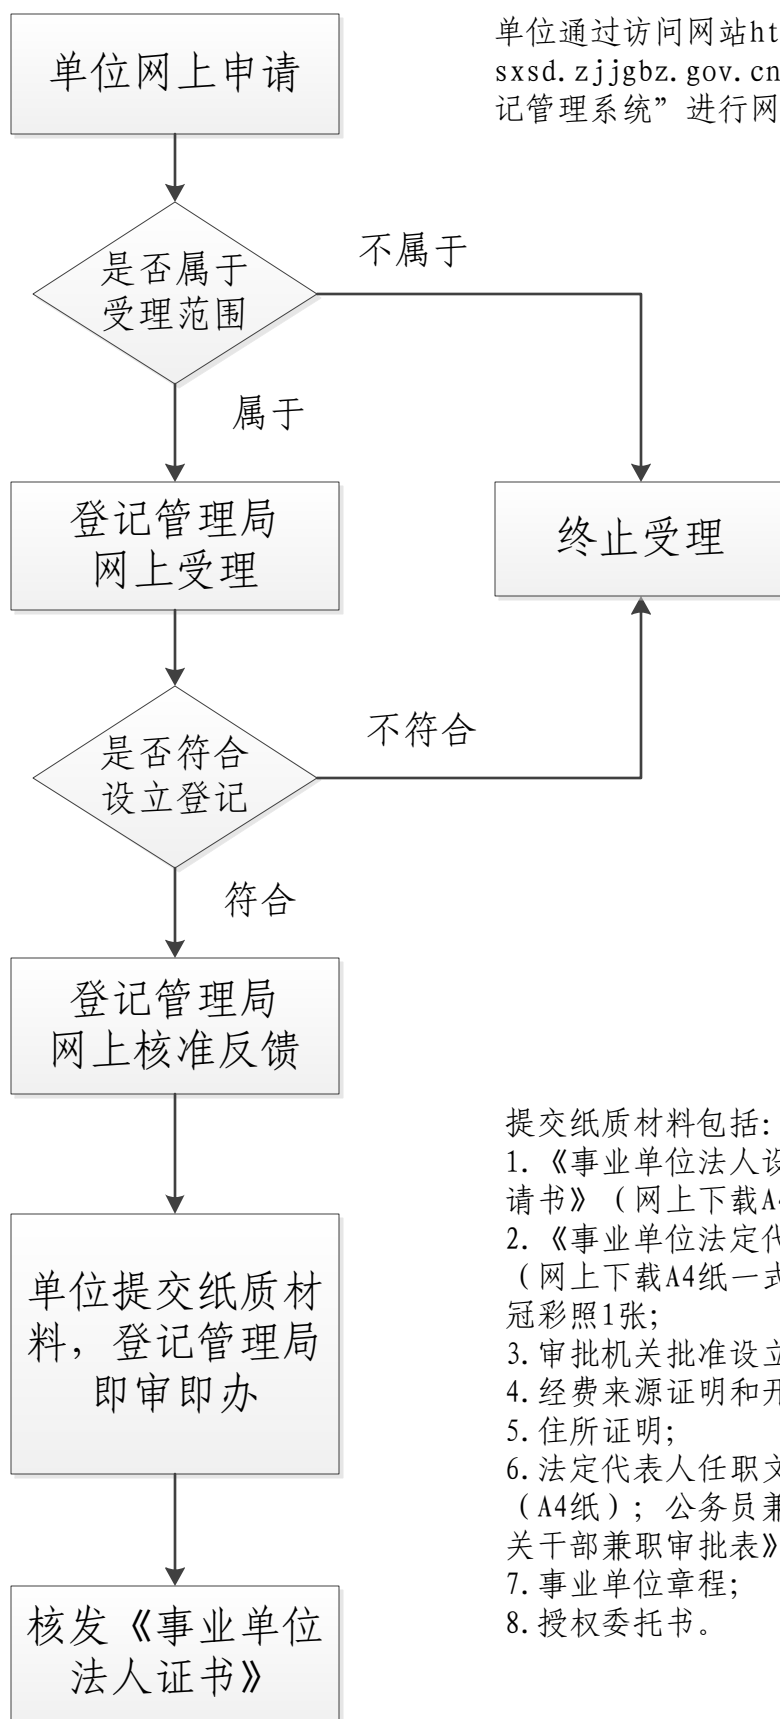 单位网上申请
单位通过访问网站ht
sxsd.zjjgbz.gov.cn
记管理系统”进行网
是否属于
受理范围
不属于
属于
登记管理局
网上受理
终止受理
是否符合
设立登记
不符合
符合
登记管理局
网上核准反馈
单位提交纸质材
料，登记管理局
即审即办
核发《事业单位
法人证书》
提交纸质材料包括:
1.《事业单位法人设
请书》（网上下载A4
2.《事业单位法定代
（网上下载A4纸一式
冠彩照1张;
3.审批机关批准设立
4.经费来源证明和开
5.住所证明;
6.法定代表人任职文
（A4纸）; 公务员兼
关干部兼职审批表》
7.事业单位章程;
8.授权委托书。